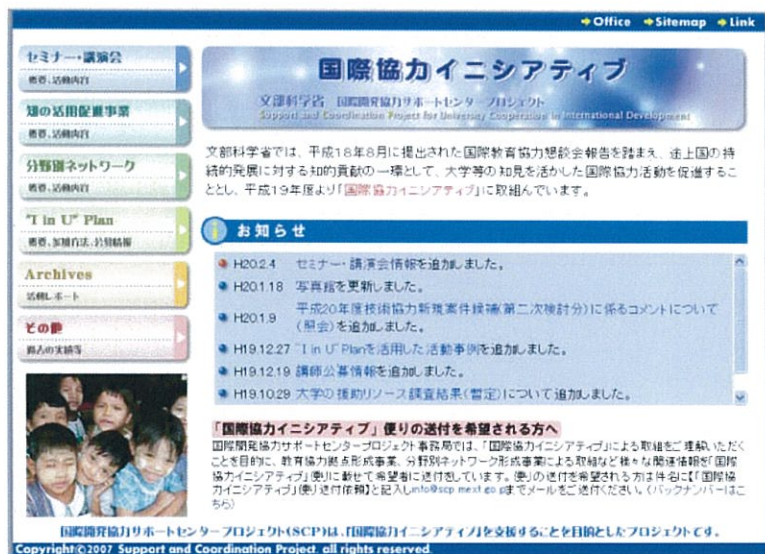 Office Sitemap Link
セミナー・講演会
概要、活動内容
知の活用促進事業
概要、活動内容
分野別ネットワーク
概要、活動内容
"I in U" Plan
概要、参加方法、公募情報
Archives
活動レポート
その他
過去の実績等
国際協力イニシアティブ
文部科学省 国際開発協力サポートセンタープロジェクト
Support and Coordination Project for University Cooperation in International Development
文部科学省では、平成18年8月に提出された国際教育協力懇談会報告を踏まえ、途上国の持
続的発展に対する知的貢献の一環として、大学等の知見を活かした国際協力活動を促進するこ
ととし、平成19年度より「国際協力イニシアティブ」に取組んでいます。
お知らせ
H20.2.4 セミナー・講演会情報を追加しました。
H20.1.18 写真館を更新しました。
H20.1.9 平成20年度技術協力新規案件候補(第二次検討分)に係るコメントについて
(照会)を追加しました。
H19.12.27 "I in U" Planを活用した活動事例を追加しました。
H19.12.19 講師公募情報を追加しました。
H19.10.29 大学の援助リソース調査結果(暫定)について追加しました。
「国際協力イニシアティブ」便りの送付を希望される方へ
国際開発協力サポートセンタープロジェクト事務局では、「国際協力イニシアティブ」による取組をご理解いただく
ことを目的に、教育協力拠点形成事業、分野別ネットワーク形成事業による取組など様々な関連情報を「国際
協力イニシアティブ」便りに載せて希望者に送付をしています。便りの送付を希望される方は件名に【「国際協
力イニシアティブ」便り送付依頼】と記入しinfo@scp.mext.go.jpまでメールをご送付ください。(バックナンバーはこ
ちら)
国際開発協力サポートセンタープロジェクト(SCP)は、「国際協力イニシアティブ」を支援することを目的としたプロジェクトです。
Copyright©2007 Support and Coordination Project. all rights reserved.